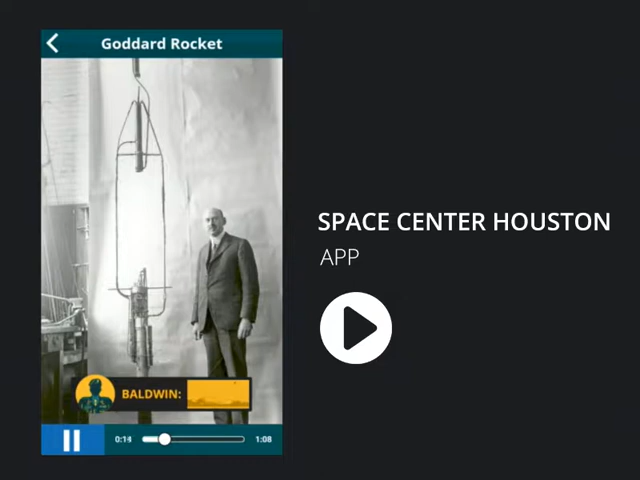 Goddard Rocket
SPACE CENTER HOUSTON
APP
BALDWIN:
0:14
1:08